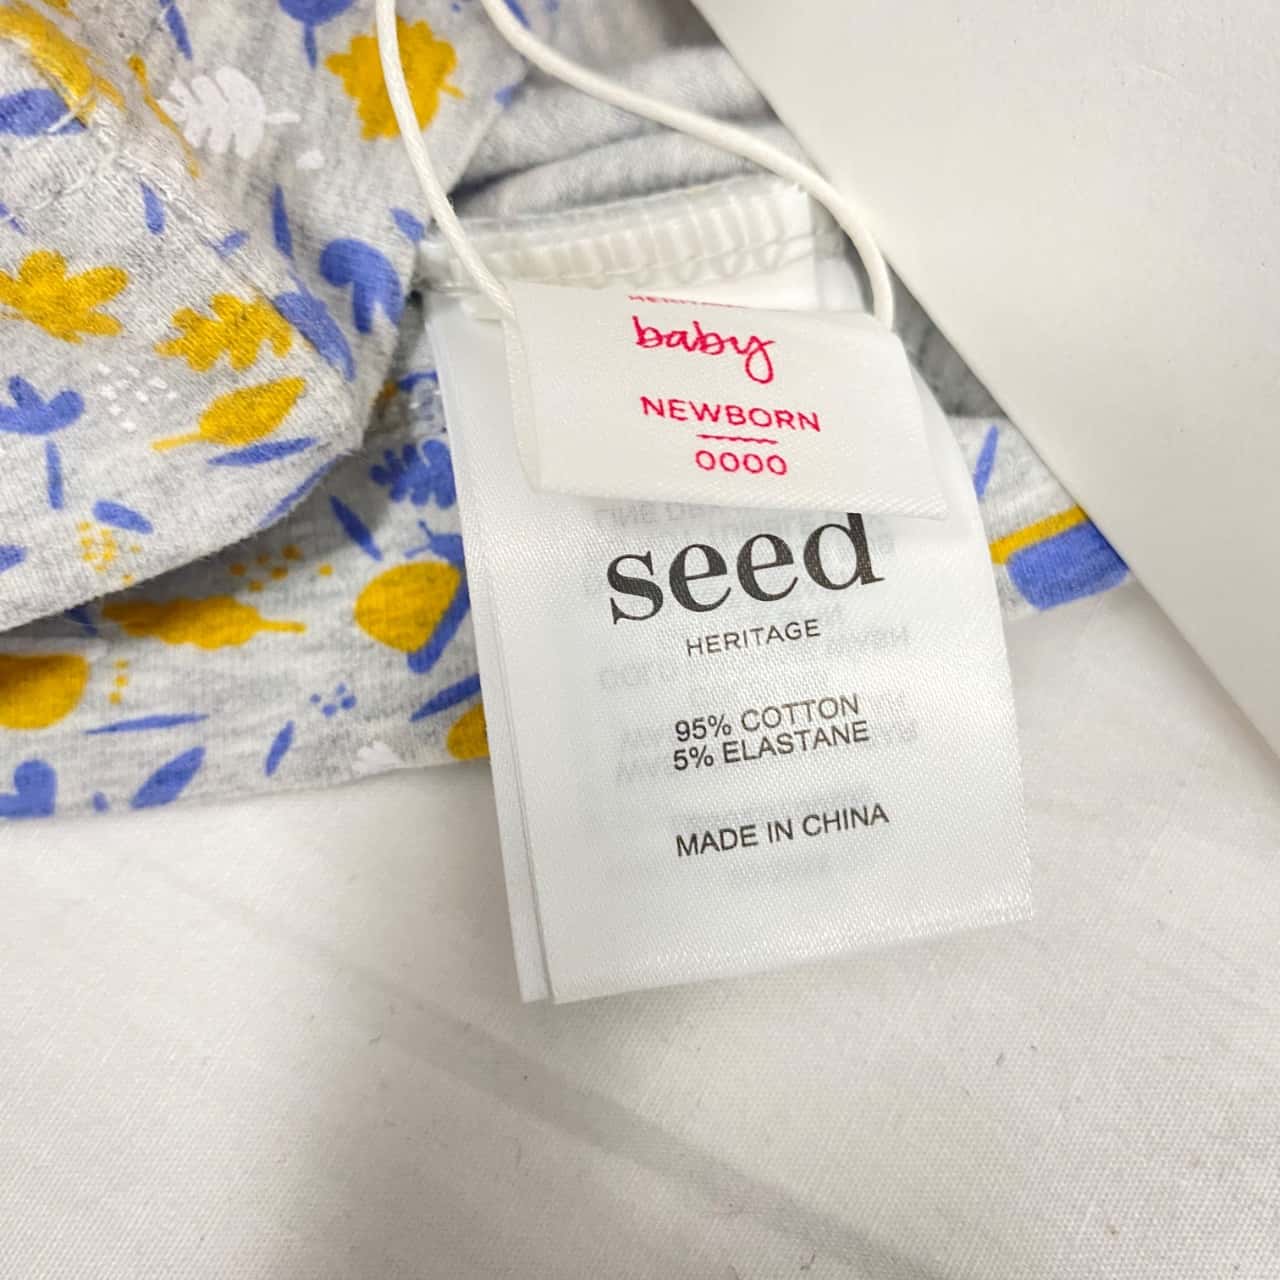 baby
NEWBORN
0000
seed
HERITAGE
95% COTTON
5% ELASTANE
MADE IN CHINA